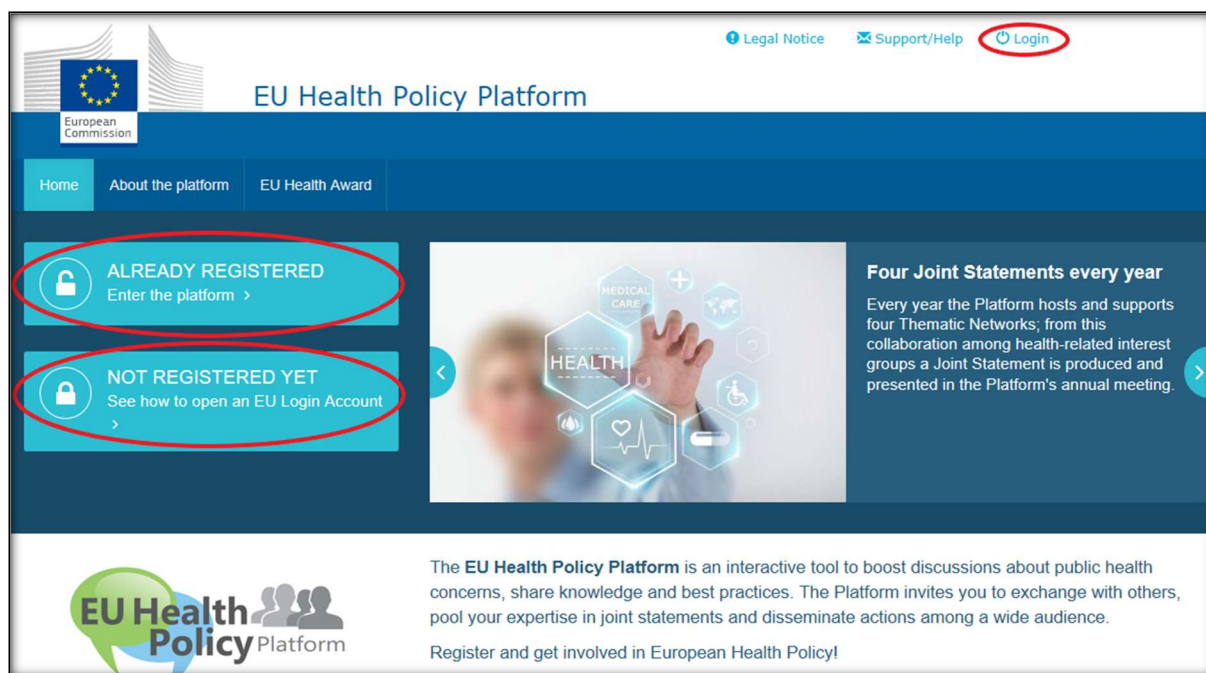 Legal Notice Support/Help Login
EU Health Policy Platform
European
Commission
Home About the platform EU Health Award
ALREADY REGISTERED
Enter the platform >
NOT REGISTERED YET
See how to open an EU Login Account
>
MEDICAL
CARE
HEALTH
Four Joint Statements every year
Every year the Platform hosts and supports
four Thematic Networks; from this
collaboration among health-related interest
groups a Joint Statement is produced and
presented in the Platform's annual meeting.
EU Health
Policy Platform
The EU Health Policy Platform is an interactive tool to boost discussions about public health
concerns, share knowledge and best practices. The Platform invites you to exchange with others,
pool your expertise in joint statements and disseminate actions among a wide audience.
Register and get involved in European Health Policy!